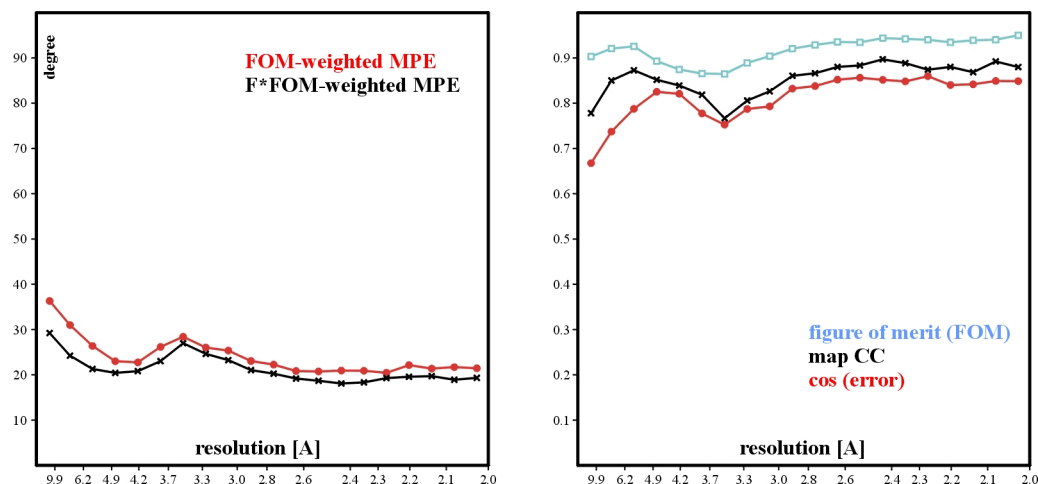 degree
FOM-weighted MPE
F*FOM-weighted MPE
90
80
70
60
50
40
30
20
10
resolution [A]
9.9 6.2 4.9 4.2 3.7 3.3 3.0 2.8 2.6 2.4 2.3 2.2 2.1 2.0
0.9
0.8
0.7
0.6
0.5
0.4
0.3
0.2
0.1
figure of merit (FOM)
map CC
cos (error)
resolution [A]
9.9 6.2 4.9 4.2 3.7 3.3 3.0 2.8 2.6 2.4 2.3 2.2 2.1 2.0